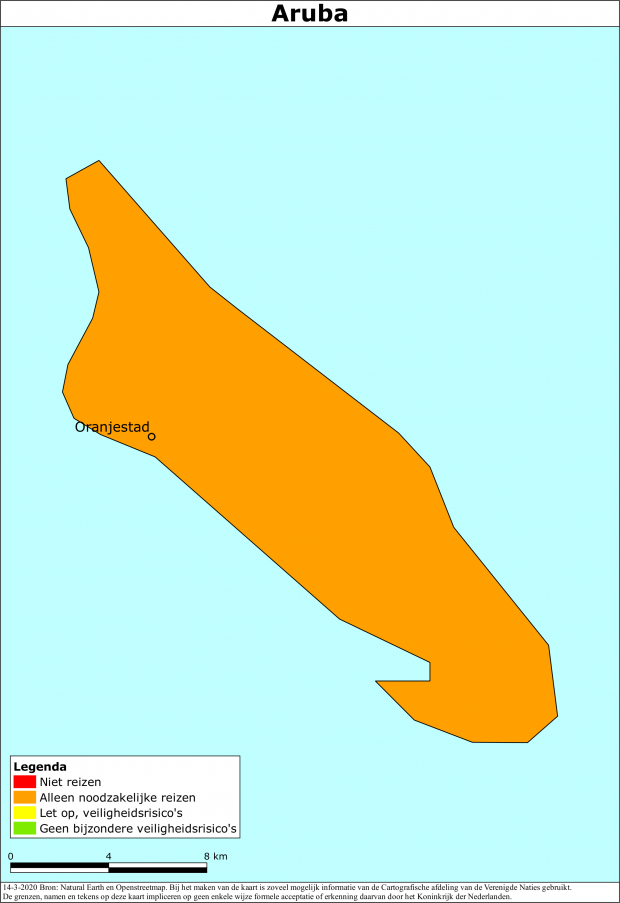 Aruba
Oranjestad
Legenda
Niet reizen
Alleen noodzakelijke reizen
Let op, veiligheidsrisico's
Geen bijzondere veiligheidsrisico's
0 4 8 km
14-3-2020 Bron: Natural Earth en Openstreetmap. Bij het maken van de kaart is zoveel mogelijk informatie van de Cartografische afdeling van de Verenigde Naties gebruikt.
De grenzen, namen en tekens op deze kaart impliceren op geen enkele wijze formele acceptatie of erkenning daarvan door het Koninkrijk der Nederlanden.